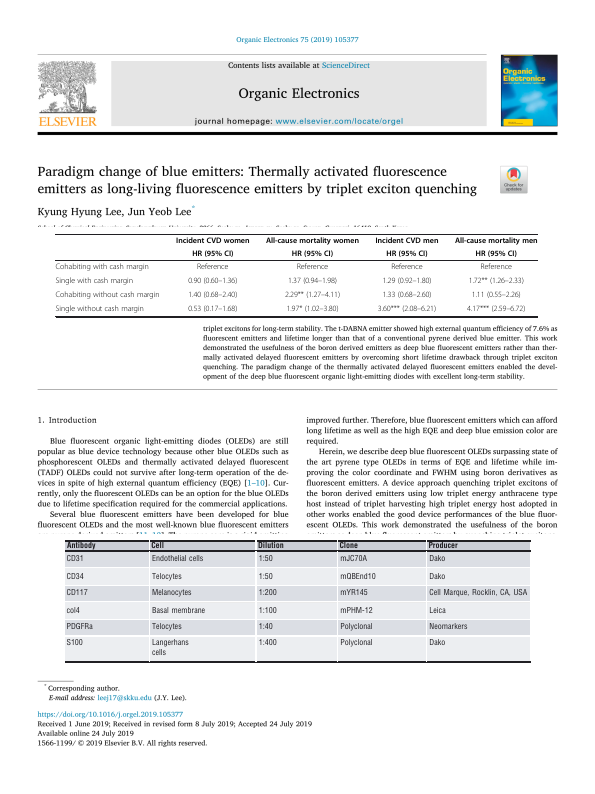 Organic Electronics 75 (2019) 105377
Contents lists available at ScienceDirect
Organic Electronics
journal homepage: www.elsevier.com/locate/orgel
ELSEVIER
Organic
Electronics
Check for
updates
Paradigm change of blue emitters: Thermally activated fluorescence
emitters as long-living fluorescence emitters by triplet exciton quenching
Kyung Hyung Lee, Jun Yeob Lee*
Incident CVD women All-cause mortality women Incident CVD men All-cause mortality men
HR (95% CI) HR (95% CI) HR (95% CI) HR (95% CI)
Cohabiting with cash margin Reference Reference Reference Reference
Single with cash margin 0.90 (0.60–1.36) 1.37 (0.94–1.98) 1.29 (0.92–1.80) 1.72** (1.26–2.33)
Cohabiting without cash margin 1.40 (0.68–2.40) 2.29** (1.27–4.11) 1.33 (0.68–2.60) 1.11 (0.55–2.26)
Single without cash margin 0.53 (0.17–1.68) 1.97* (1.02–3.80) 3.60*** (2.08–6.21) 4.17*** (2.59–6.72)
triplet excitons for long-term stability. The t-DABNA emitter showed high external quantum efficiency of 7.6% as
fluorescent emitters and lifetime longer than that of a conventional pyrene derived blue emitter. This work
demonstrated the usefulness of the boron derived emitters as deep blue fluorescent emitters rather than ther-
mally activated delayed fluorescent emitters by overcoming short lifetime drawback through triplet exciton
quenching. The paradigm change of the thermally activated delayed fluorescent emitters enabled the devel-
opment of the deep blue fluorescent organic light-emitting diodes with excellent long-term stability.
1. Introduction
Blue fluorescent organic light-emitting diodes (OLEDs) are still
popular as blue device technology because other blue OLEDs such as
phosphorescent OLEDs and thermally activated delayed fluorescent
(TADF) OLEDs could not survive after long-term operation of the de-
vices in spite of high external quantum efficiency (EQE) [1–10]. Cur-
rently, only the fluorescent OLEDs can be an option for the blue OLEDs
due to lifetime specification required for the commercial applications.
Several blue fluorescent emitters have been developed for blue
fluorescent OLEDs and the most well-known blue fluorescent emitters
improved further. Therefore, blue fluorescent emitters which can afford
long lifetime as well as the high EQE and deep blue emission color are
required.
Herein, we describe deep blue fluorescent OLEDs surpassing state of
the art pyrene type OLEDs in terms of EQE and lifetime while im-
proving the color coordinate and FWHM using boron derivatives as
fluorescent emitters. A device approach quenching triplet excitons of
the boron derived emitters using low triplet energy anthracene type
host instead of triplet harvesting high triplet energy host adopted in
other works enabled the good device performances of the blue fluor-
escent OLEDs. This work demonstrated the usefulness of the boron
Antibody Cell Dilution Clone Producer
CD31 Endothelial cells 1:50 mJC70A Dako
CD34 Telocytes 1:50 mQBEnd10 Dako
CD117 Melanocytes 1:200 mYR145 Cell Marque, Rocklin, CA, USA
col4 Basal membrane 1:100 mPHM-12 Leica
PDGFRa Telocytes 1:40 Polyclonal Neomarkers
S100 Langerhans 1:400 Polyclonal Dako
cells
* Corresponding author.
E-mail address: leej17@skku.edu (J.Y. Lee).
https://doi.org/10.1016/j.orgel.2019.105377
Received 1 June 2019; Received in revised form 8 July 2019; Accepted 24 July 2019
Available online 24 July 2019
1566-1199/ © 2019 Elsevier B.V. All rights reserved.